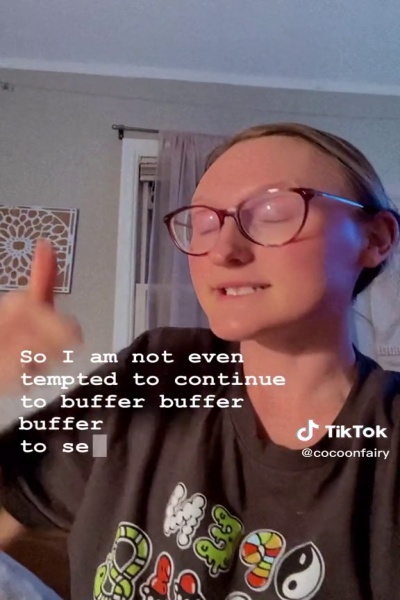 So I am not even
tempted to continue
to buffer buffer
buffer
to se
TikTok
@cocoonfairy